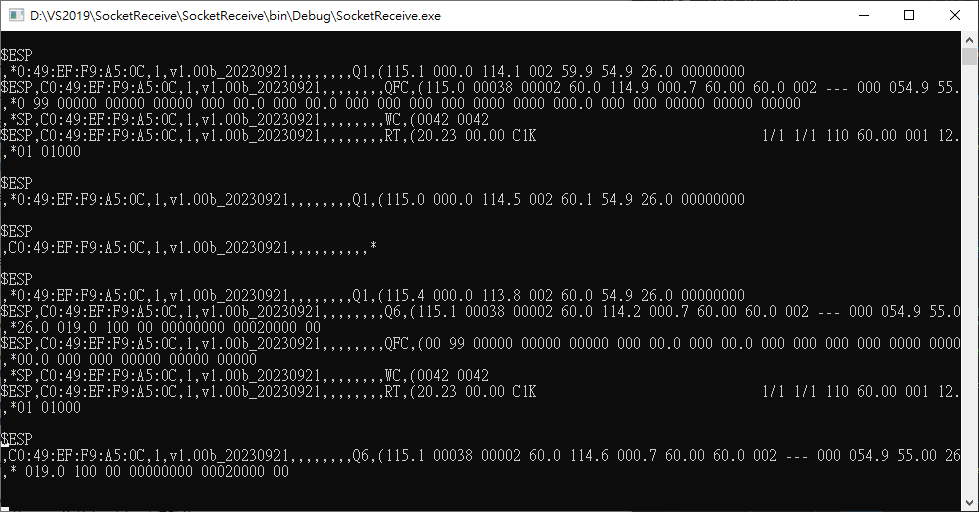 D:\VS2019\SocketReceive\SocketReceive\bin\Debug\SocketReceive.exe
$ESP
,*0:49:EF:F9:A5:0C,1,v1.00b_20230921,,,,,,,,Q1,(115.1 000.0 114.1 002 59.9 54.9 26.0 00000000
$ESP,C0:49:EF:F9:A5:0C,1,v1.00b_20230921,,,,,,,,QFC,(115.0 00038 00002 60.0 114.9 000.7 60.00 60.0 002 --- 000 054.9 55.
,*0 99 00000 00000 00000 000 00.0 000 00.0 000 000 000 000 0000 0000 000.0 000 000 00000 00000 00000
,*SP,C0:49:EF:F9:A5:0C,1,v1.00b_20230921,,,,,,,,WC,(0042 0042
$ESP,C0:49:EF:F9:A5:0C,1,v1.00b_20230921,,,,,,,,RT,(20.23 00.00 C1K 1/1 1/1 110 60.00 001 12.
,*01 01000
$ESP
,*0:49:EF:F9:A5:0C,1,v1.00b_20230921,,,,,,,,Q1,(115.0 000.0 114.5 002 60.1 54.9 26.0 00000000
$ESP
,C0:49:EF:F9:A5:0C,1,v1.00b_20230921,,,,,,,,,,*
$ESP
,*0:49:EF:F9:A5:0C,1,v1.00b_20230921,,,,,,,,Q1,(115.4 000.0 113.8 002 60.0 54.9 26.0 00000000
$ESP,C0:49:EF:F9:A5:0C,1,v1.00b_20230921,,,,,,,,Q6,(115.1 00038 00002 60.0 114.2 000.7 60.00 60.0 002 --- 000 054.9 55.0
,*26.0 019.0 100 00 00000000 00020000 00
$ESP,C0:49:EF:F9:A5:0C,1,v1.00b_20230921,,,,,,,,QFC,(00 99 00000 00000 00000 000 00.0 000 00.0 000 000 000 000 0000 0000
,*00.0 000 000 00000 00000 00000
,*SP,C0:49:EF:F9:A5:0C,1,v1.00b_20230921,,,,,,,,WC,(0042 0042
$ESP,C0:49:EF:F9:A5:0C,1,v1.00b_20230921,,,,,,,,RT,(20.23 00.00 C1K 1/1 1/1 110 60.00 001 12.
,*01 01000
$ESP
,C0:49:EF:F9:A5:0C,1,v1.00b_20230921,,,,,,,,Q6,(115.1 00038 00002 60.0 114.6 000.7 60.00 60.0 002 --- 000 054.9 55.00 26
,* 019.0 100 00 00000000 00020000 00